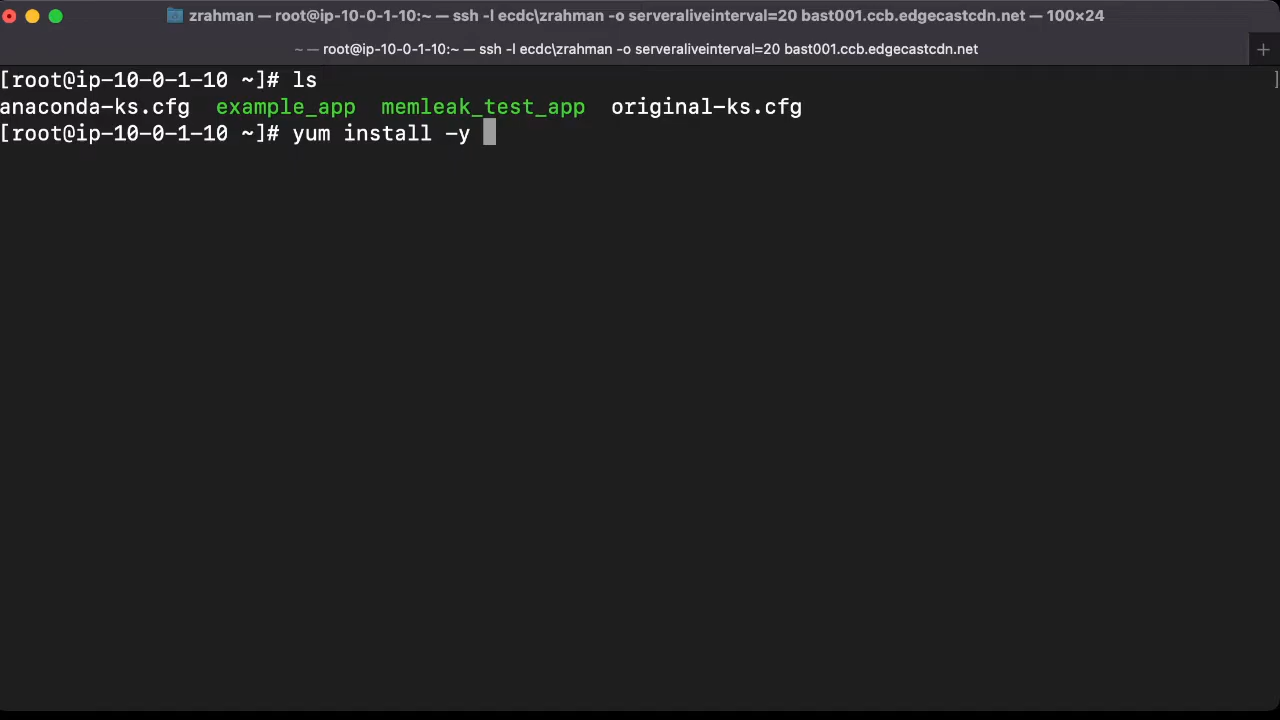 zrahman — root@ip-10-0-1-10:~ — ssh -l ecdc\zrahman -o serveraliveinterval=20 bast001.ccb.edgecastcdn.net — 100×24
~ — root@ip-10-0-1-10:~ — ssh -l ecdc\zrahman -o serveraliveinterval=20 bast001.ccb.edgecastcdn.net +
[root@ip-10-0-1-10 ~]# ls ]
anaconda-ks.cfg  example_app  memleak_test_app  original-ks.cfg
[root@ip-10-0-1-10 ~]# yum install -y